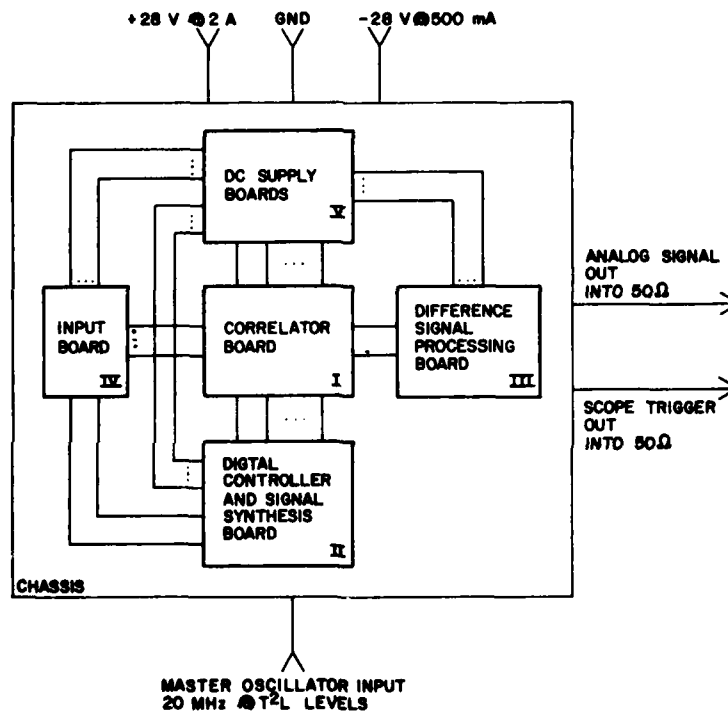 +28 V @ 2 A
GND
-28 V @ 500 mA
DC SUPPLY
BOARDS
V
INPUT
BOARD
IV
CORRELATOR
BOARD
I
DIFFERENCE
SIGNAL
PROCESSING
BOARD
III
ANALOG SIGNAL
OUT
INTO 50Ω
SCOPE TRIGGER
OUT
INTO 50Ω
DIGTAL
CONTROLLER
AND SIGNAL
SYNTHESIS
BOARD
II
CHASSIS
MASTER OSCILLATOR INPUT
20 MHz @ T²L LEVELS